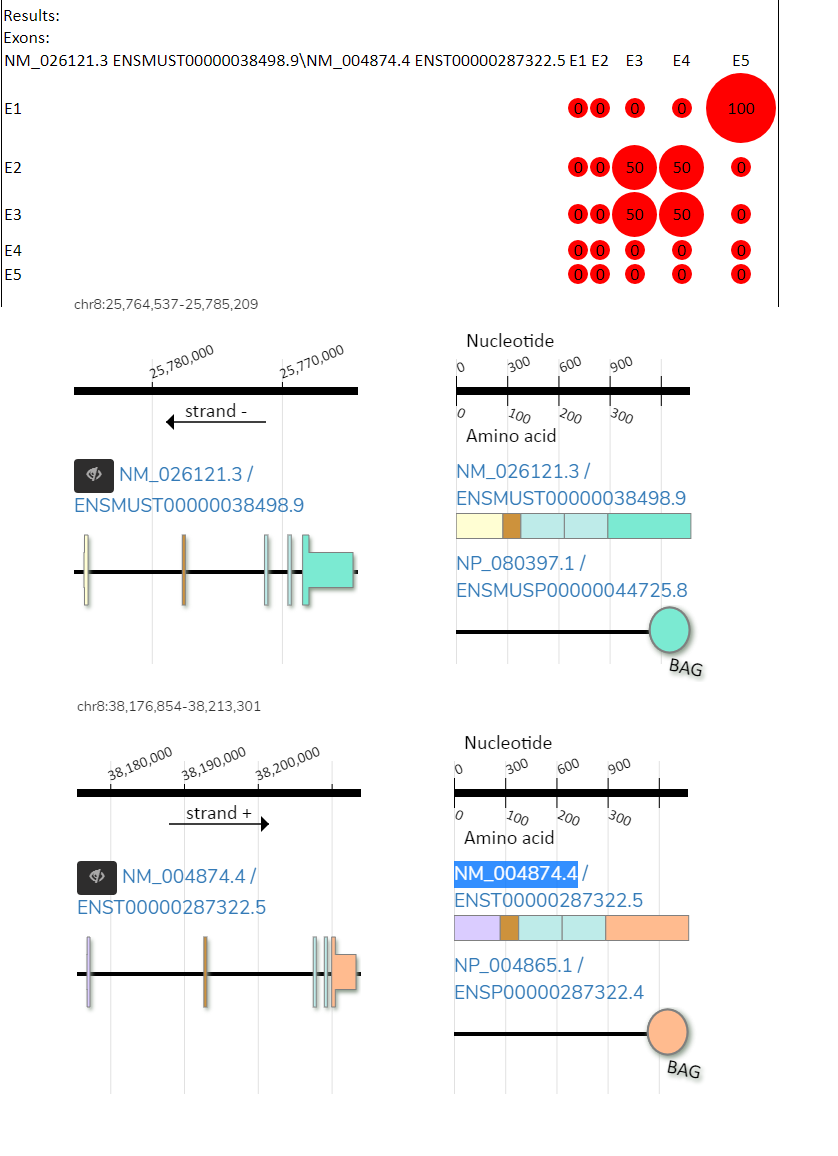 Results:
Exons:
NM_026121.3 ENSMUST00000038498.9\NM_004874.4 ENST00000287322.5 E1 E2 E3 E4 E5
E1 0 0 0 0 100
E2 0 0 50 50 0
E3 0 0 50 50 0
E4 0 0 0 0 0
E5 0 0 0 0 0
chr8:25,764,537-25,785,209
25,780,000 25,770,000
strand -
NM_026121.3 /
ENSMUST00000038498.9
Nucleotide
0 300 600 900
0 100 200 300
Amino acid
NM_026121.3 /
ENSMUST00000038498.9
NP_080397.1 /
ENSMUSP00000044725.8
BAG
chr8:38,176,854-38,213,301
38,180,000 38,190,000 38,200,000
strand +
NM_004874.4 /
ENST00000287322.5
Nucleotide
0 300 600 900
0 100 200 300
Amino acid
NM_004874.4 /
ENST00000287322.5
NP_004865.1 /
ENSP00000287322.4
BAG